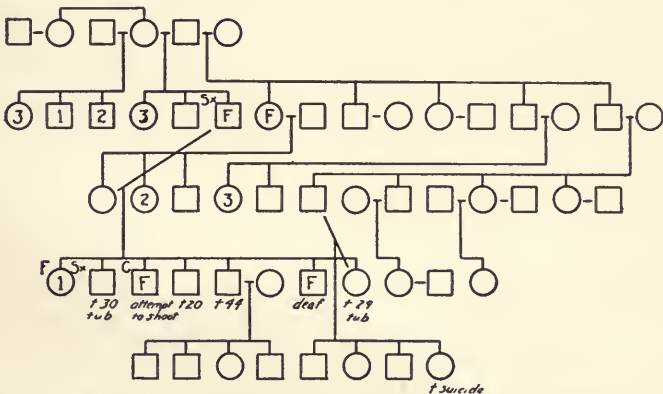 Sx
3 1 2 3 F F
2 3
F 1 Sx C F F
†30 attempt †20 †44 deaf †29
tub to shoot tub
† suicide